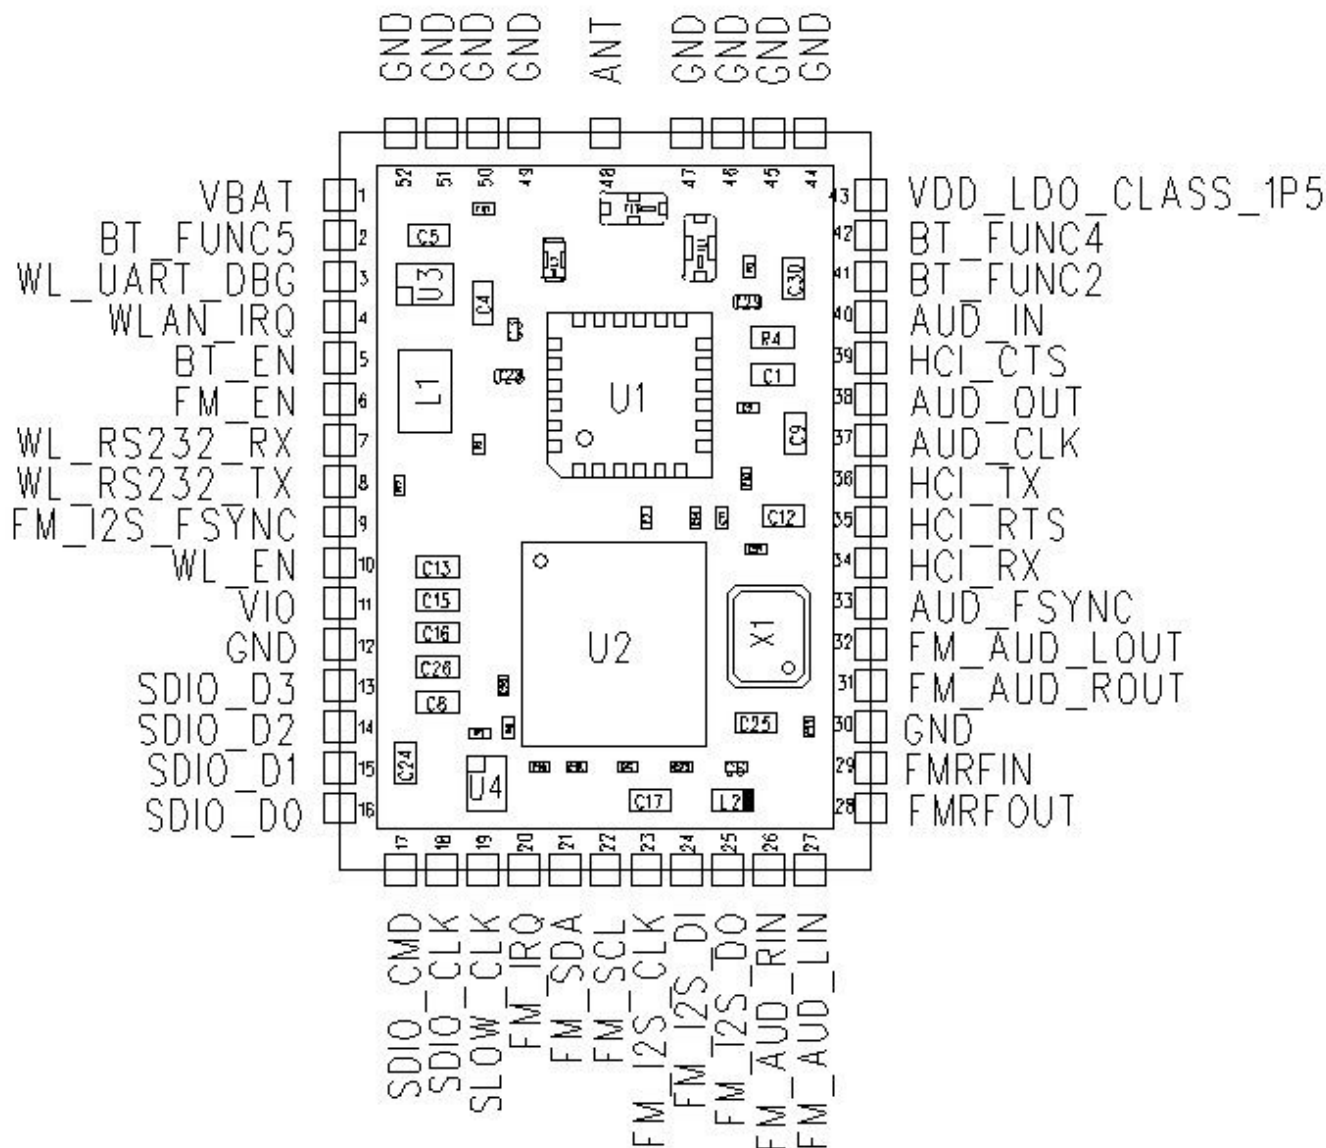 GND GND GND GND ANT GND GND GND GND
52 51 50 49 48 47 46 45 44
VBAT 1 43 VDD_LDO_CLASS_1P5
BT_FUNC5 2 C5 42 BT_FUNC4
WL_UART_DBG 3 U3 C4 C30 41 BT_FUNC2
C29
WLAN_IRQ 4 R4 40 AUD_IN
BT_EN 5 C28 C1 39 HCI_CTS
FM_EN 6 L1 U1 38 AUD_OUT
WL_RS232_RX 7 C9 37 AUD_CLK
WL_RS232_TX 8 36 HCI_TX
FM_I2S_FSYNC 9 C12 35 HCI_RTS
WL_EN 10 C13 34 HCI_RX
VIO 11 C15 33 AUD_FSYNC
GND 12 C16 U2 X1 32 FM_AUD_LOUT
C26
SDIO_D3 13 C8 31 FM_AUD_ROUT
SDIO_D2 14 C25 30 GND
SDIO_D1 15 C24 U4 29 FMRFIN
SDIO_D0 16 C17 L2 28 FMRFOUT
17 18 19 20 21 22 23 24 25 26 27
SDIO_CMD
SDIO_CLK
SLOW_CLK
FM_IRQ
FM_SDA
FM_SCL
FM_I2S_CLK
FM_I2S_DI
FM_I2S_DO
FM_AUD_RIN
FM_AUD_LIN